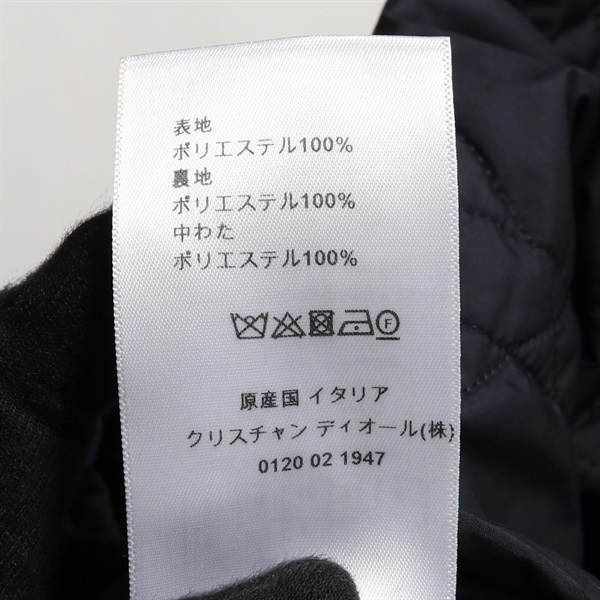 表地
ポリエステル100%
裏地
ポリエステル100%
中わた
ポリエステル100%
F
原産国 イタリア
クリスチャン ディオール(株)
0120 02 1947